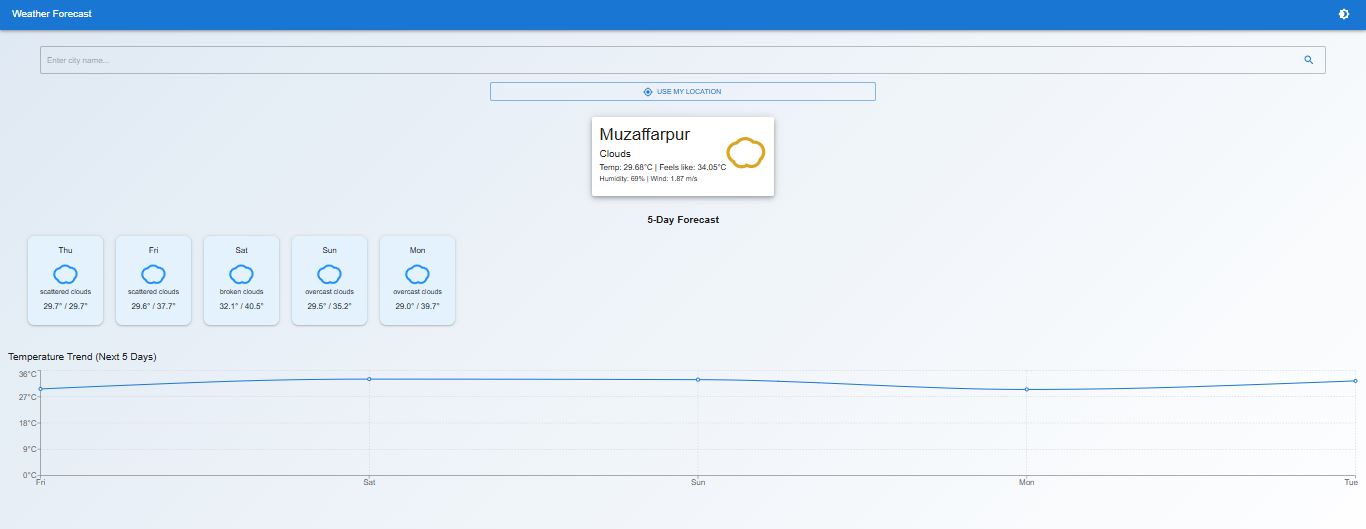 Weather Forecast
Enter city name...
USE MY LOCATION
Muzaffarpur
Clouds
Temp: 29.68°C | Feels like: 34.05°C
Humidity: 69% | Wind: 1.87 m/s
5-Day Forecast
Thu
scattered clouds
29.7° / 29.7°
Fri
scattered clouds
29.6° / 37.7°
Sat
broken clouds
32.1° / 40.5°
Sun
overcast clouds
29.5° / 35.2°
Mon
overcast clouds
29.0° / 39.7°
Temperature Trend (Next 5 Days)
36°C
27°C
18°C
9°C
0°C
Fri Sat Sun Mon Tue